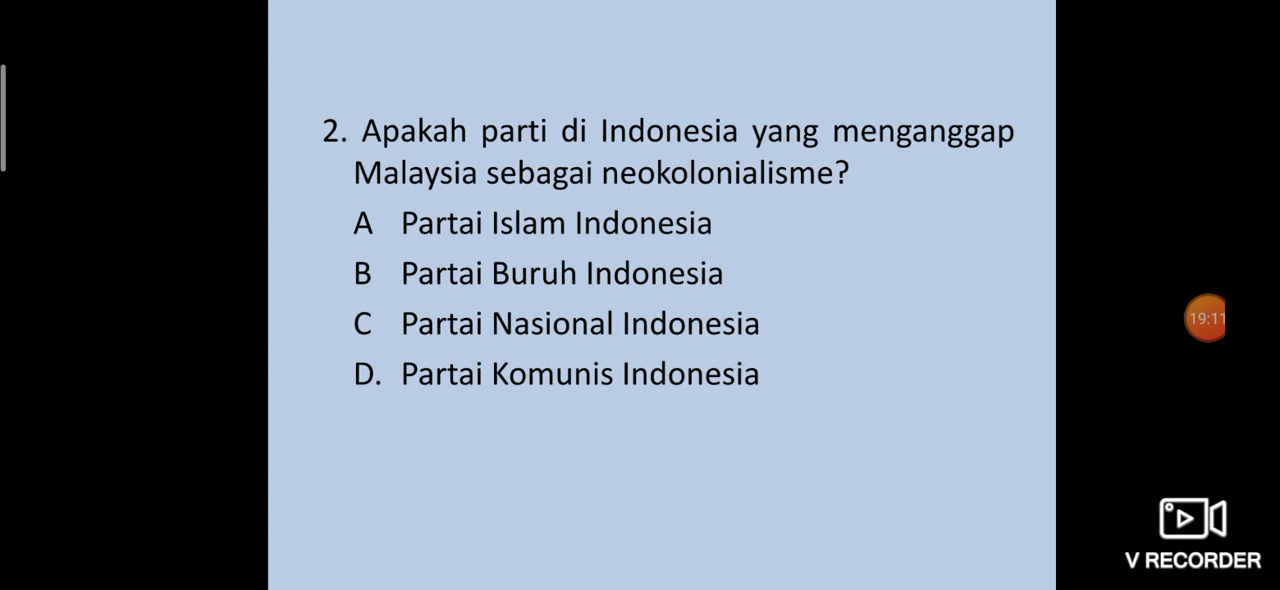 2. Apakah parti di Indonesia yang menganggap
Malaysia sebagai neokolonialisme?
A Partai Islam Indonesia
B Partai Buruh Indonesia
C Partai Nasional Indonesia
D. Partai Komunis Indonesia
19:11
V RECORDER